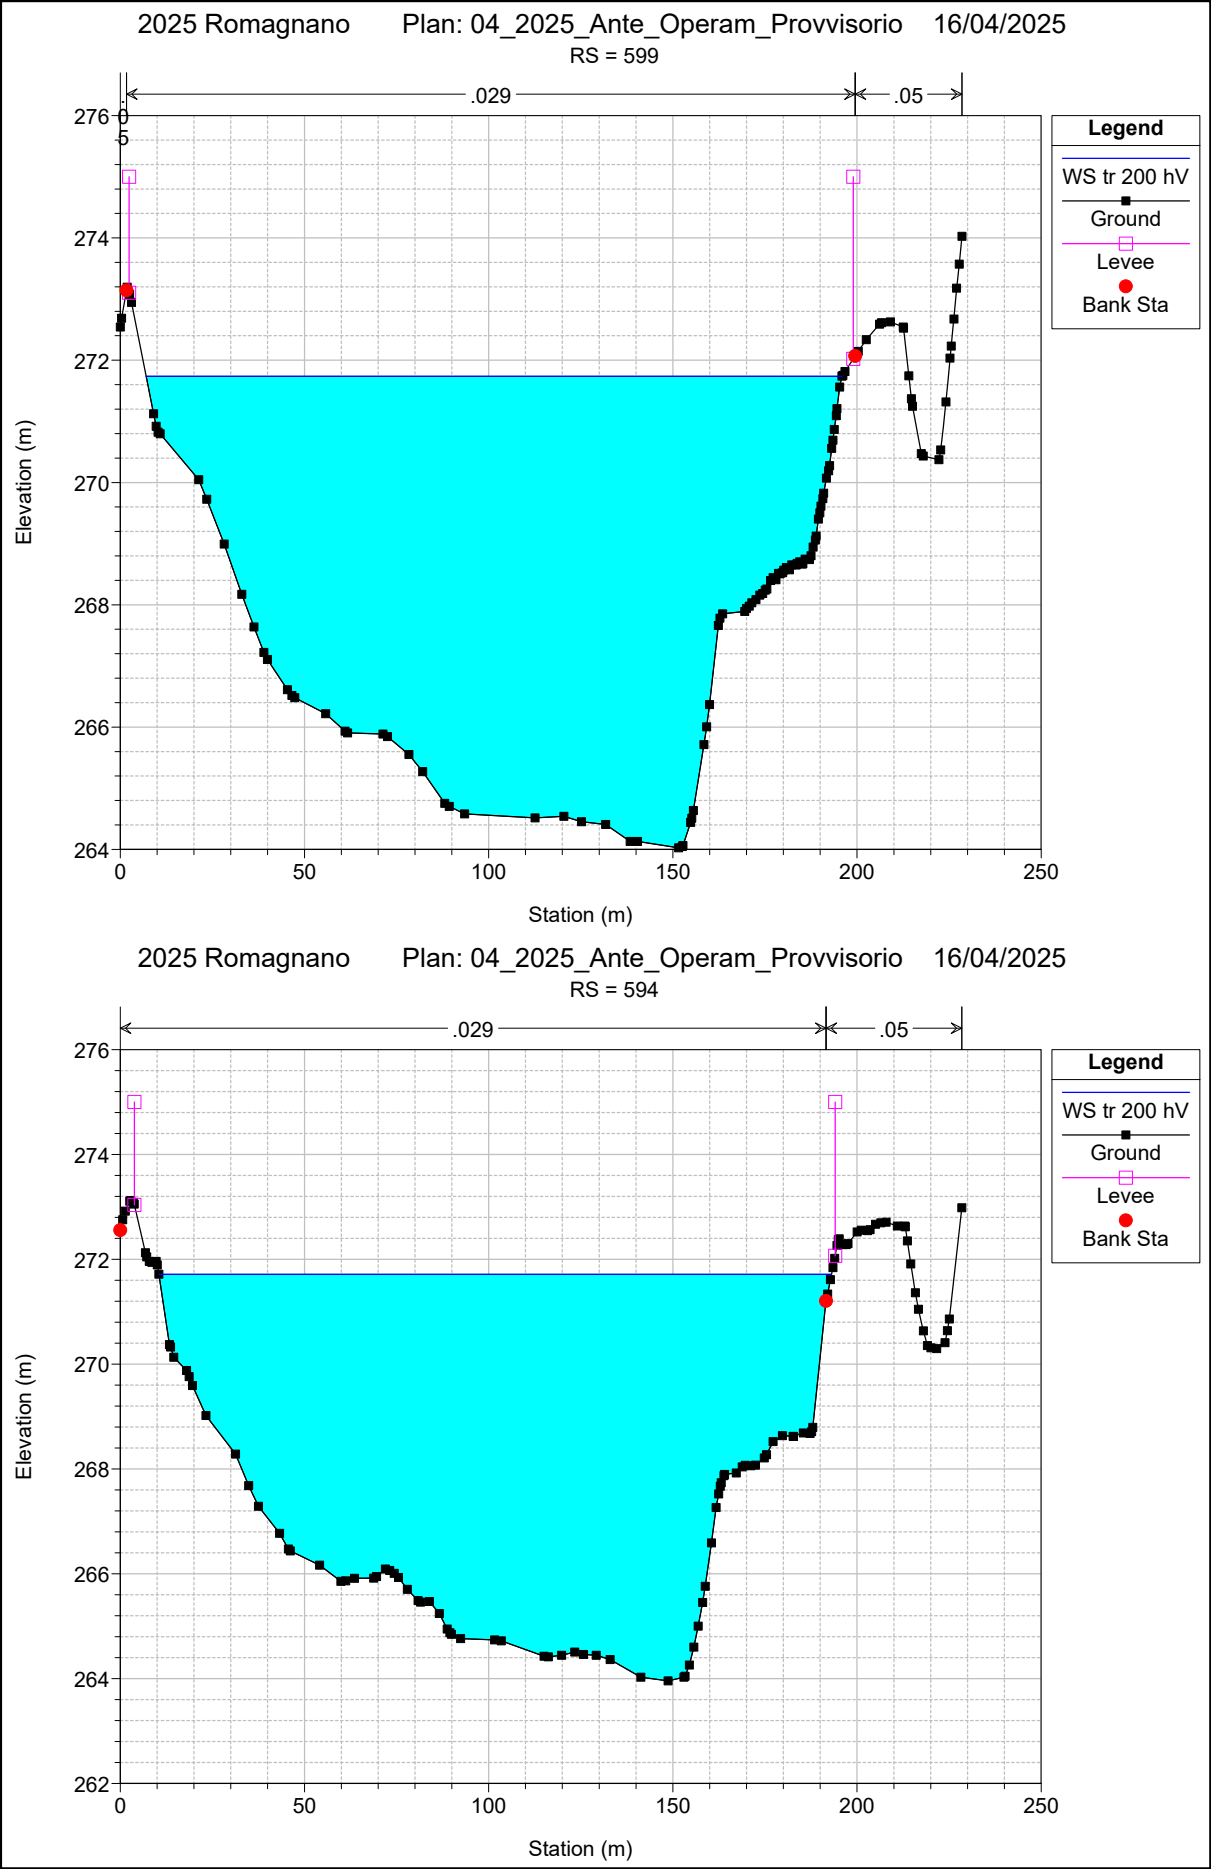 2025 Romagnano Plan: 04_2025_Ante_Operam_Provvisorio 16/04/2025
RS = 599
.05
.029
.05
276
274
272
270
268
266
264
Elevation (m)
0 50 100 150 200 250
Station (m)
Legend
WS tr 200 hV
Ground
Levee
Bank Sta
2025 Romagnano Plan: 04_2025_Ante_Operam_Provvisorio 16/04/2025
RS = 594
.029
.05
276
274
272
270
268
266
264
262
Elevation (m)
0 50 100 150 200 250
Station (m)
Legend
WS tr 200 hV
Ground
Levee
Bank Sta